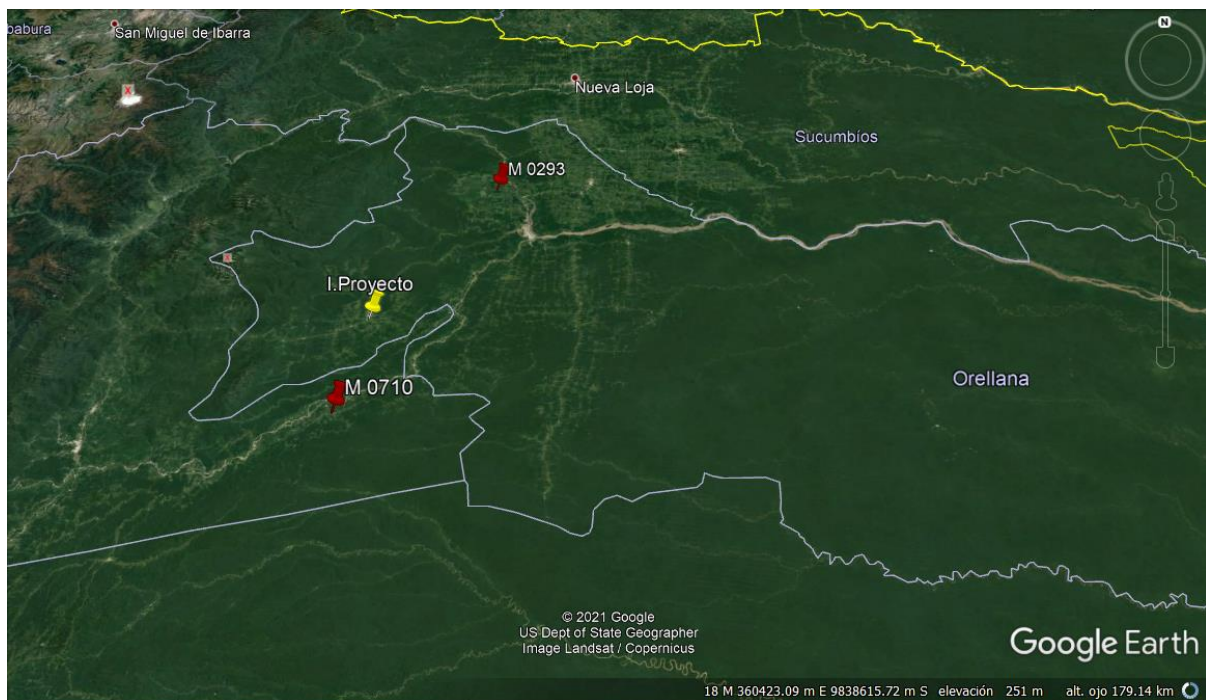 babura
San Miguel de Ibarra
N
Nueva Loja
Sucumbíos
M 0293
I.Proyecto
M 0710
Orellana
© 2021 Google
US Dept of State Geographer
Image Landsat / Copernicus
Google Earth
18 M 360423.09 m E 9838615.72 m S elevación 251 m alt. ojo 179.14 km